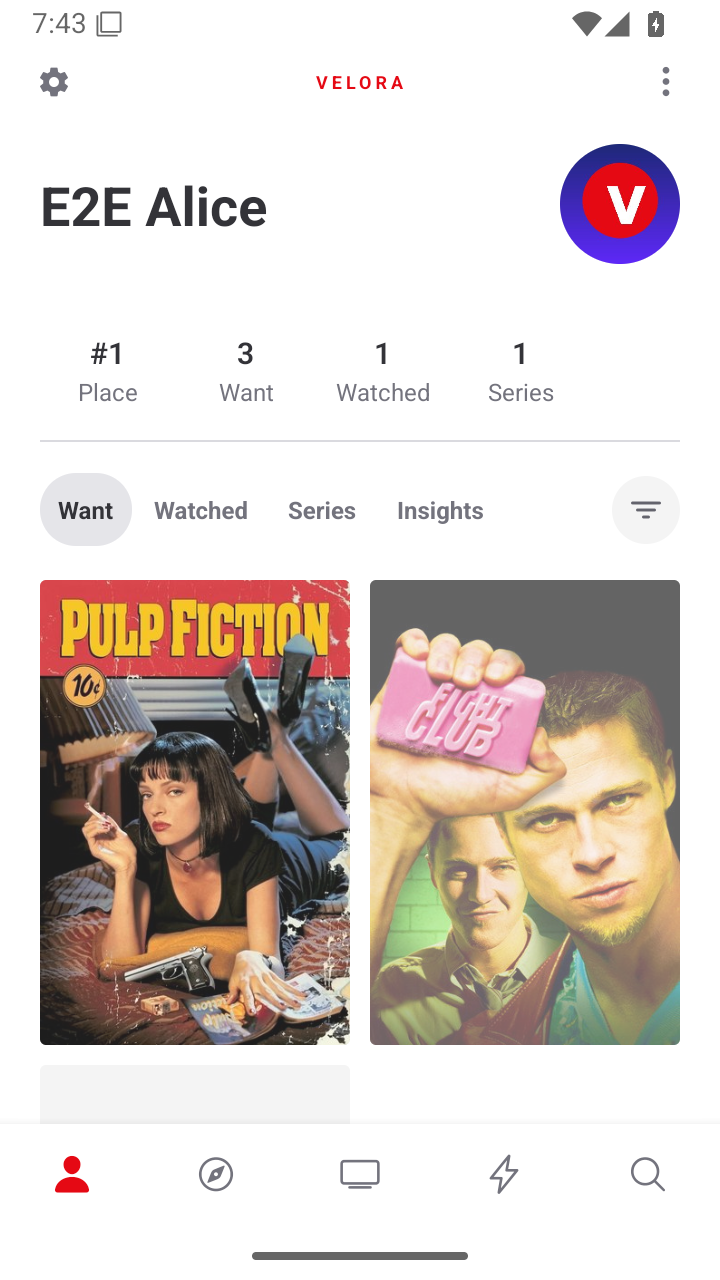 7:43
VELORA
E2E Alice
V
#1 3 1 1
Place Want Watched Series
Want Watched Series Insights
PULP FICTION
10¢
FIGHT
CLUB